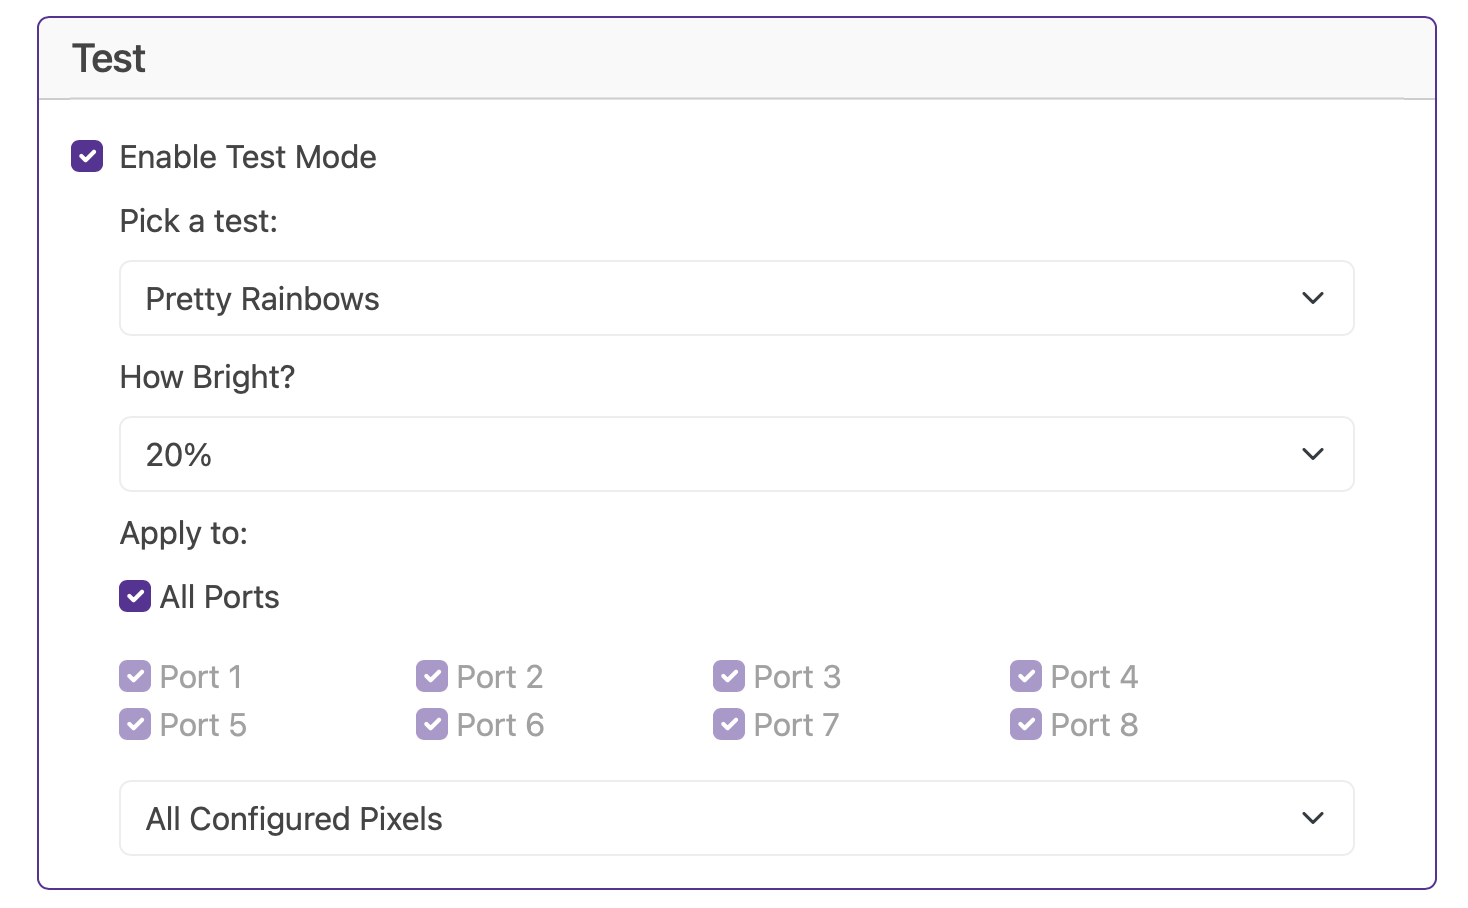 Test
Enable Test Mode
Pick a test:
Pretty Rainbows
How Bright?
20%
Apply to:
All Ports
Port 1 Port 2 Port 3 Port 4
Port 5 Port 6 Port 7 Port 8
All Configured Pixels